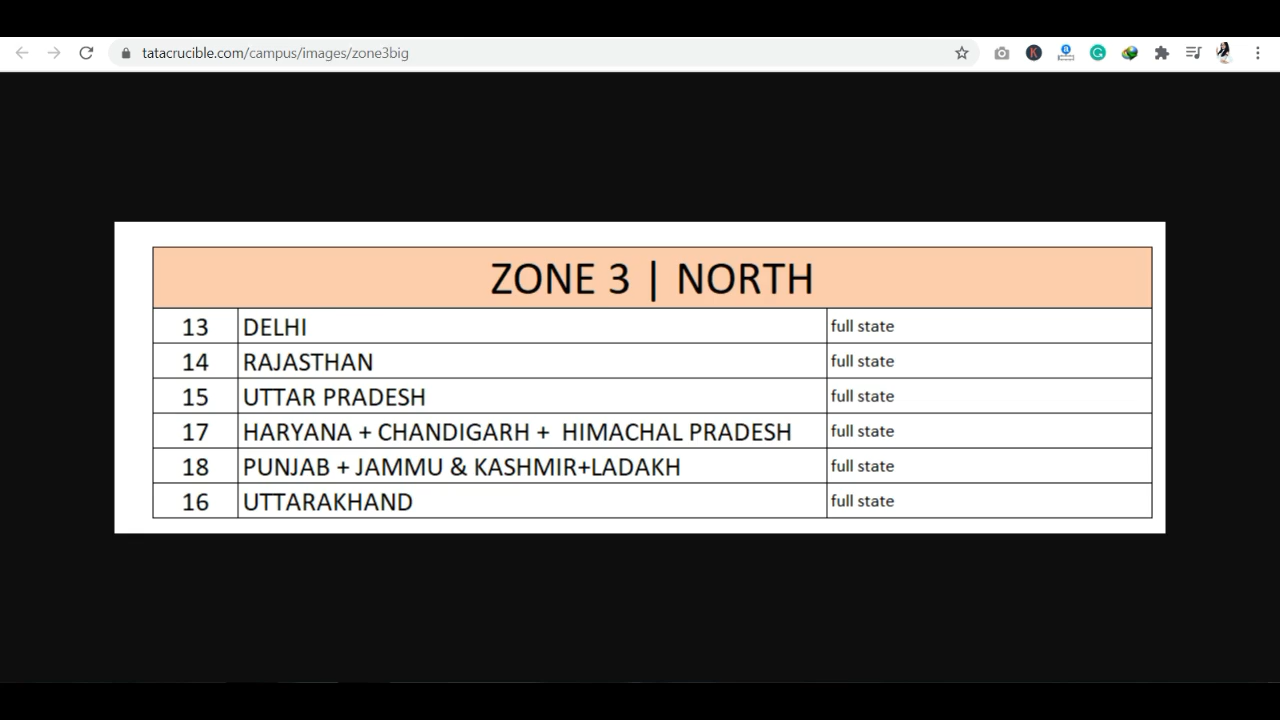 tatacrucible.com/campus/images/zone3big
ZONE 3 | NORTH
13 DELHI full state
14 RAJASTHAN full state
15 UTTAR PRADESH full state
17 HARYANA + CHANDIGARH + HIMACHAL PRADESH full state
18 PUNJAB + JAMMU & KASHMIR+LADAKH full state
16 UTTARAKHAND full state